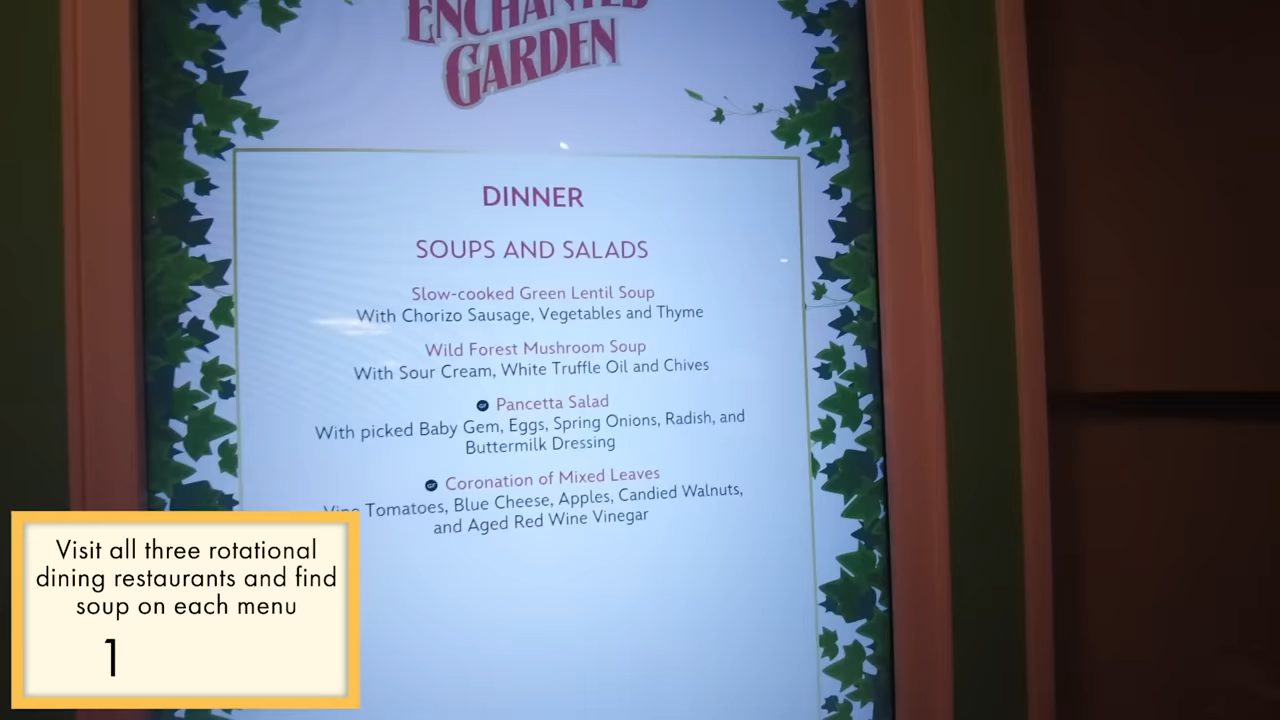 ENCHANTED
GARDEN
DINNER
SOUPS AND SALADS
Slow-cooked Green Lentil Soup
With Chorizo Sausage, Vegetables and Thyme
Wild Forest Mushroom Soup
With Sour Cream, White Truffle Oil and Chives
Pancetta Salad
With picked Baby Gem, Eggs, Spring Onions, Radish, and
Buttermilk Dressing
Coronation of Mixed Leaves
Vine Tomatoes, Blue Cheese, Apples, Candied Walnuts,
and Aged Red Wine Vinegar
Visit all three rotational
dining restaurants and find
soup on each menu
1